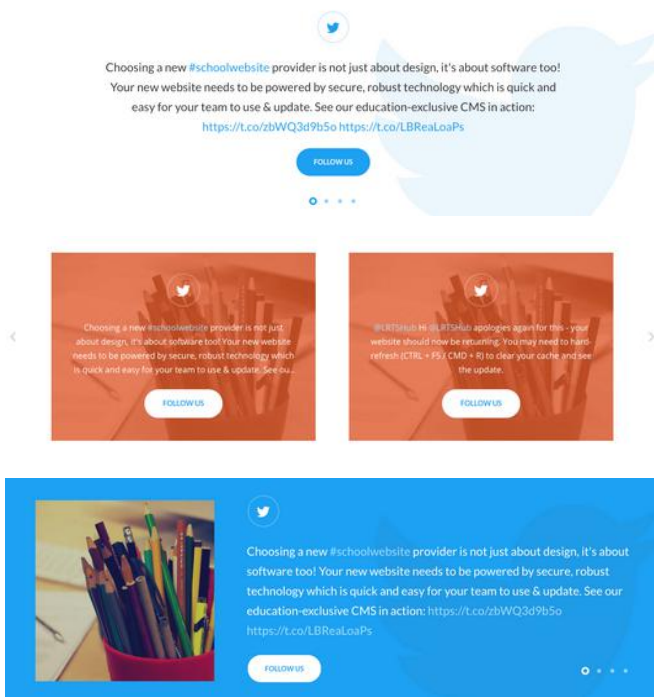 Choosing a new #schoolwebsite provider is not just about design, it's about software too!
Your new website needs to be powered by secure, robust technology which is quick and
easy for your team to use & update. See our education-exclusive CMS in action:
https://t.co/zbWQ3d9b5o https://t.co/LBReaLoaPs
FOLLOW US
Choosing a new #schoolwebsite provider is not just
about design, it's about software too! Your new website
needs to be powered by secure, robust technology which
is quick and easy for your team to use & update. See ou...
FOLLOW US
@LRTSHub Hi @LRTSHub apologies again for this - your
website should now be returning. You may need to hard-
refresh (CTRL + F5 / CMD + R) to clear your cache and see
the update.
FOLLOW US
Choosing a new #schoolwebsite provider is not just about design, it's about
software too! Your new website needs to be powered by secure, robust
technology which is quick and easy for your team to use & update. See our
education-exclusive CMS in action: https://t.co/zbWQ3d9b5o
https://t.co/LBReaLoaPs
FOLLOW US